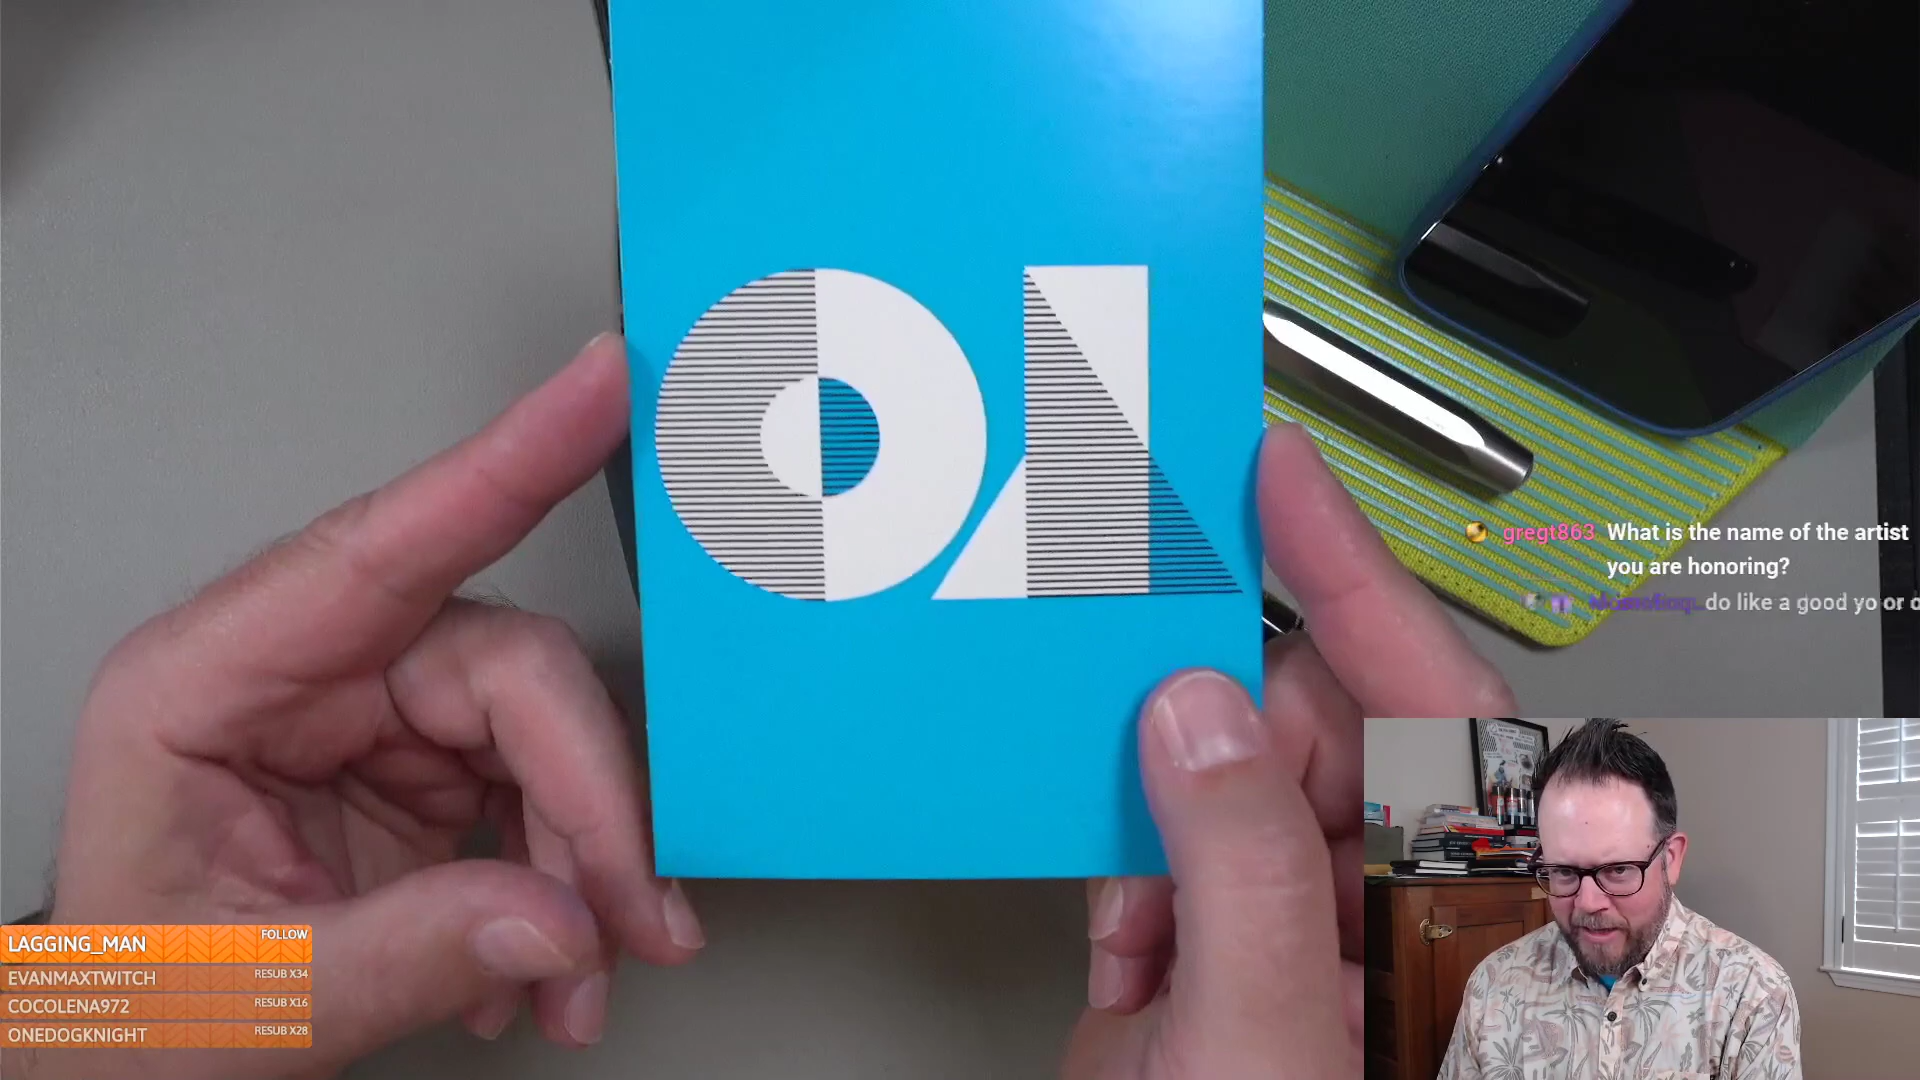 01
gregt863 What is the name of the artist
you are honoring?
do like a good yo or
LAGGING_MAN FOLLOW
EVANMAXTWITCH RESUB X34
COCOLENA972 RESUB X16
ONEDOGKNIGHT RESUB X28